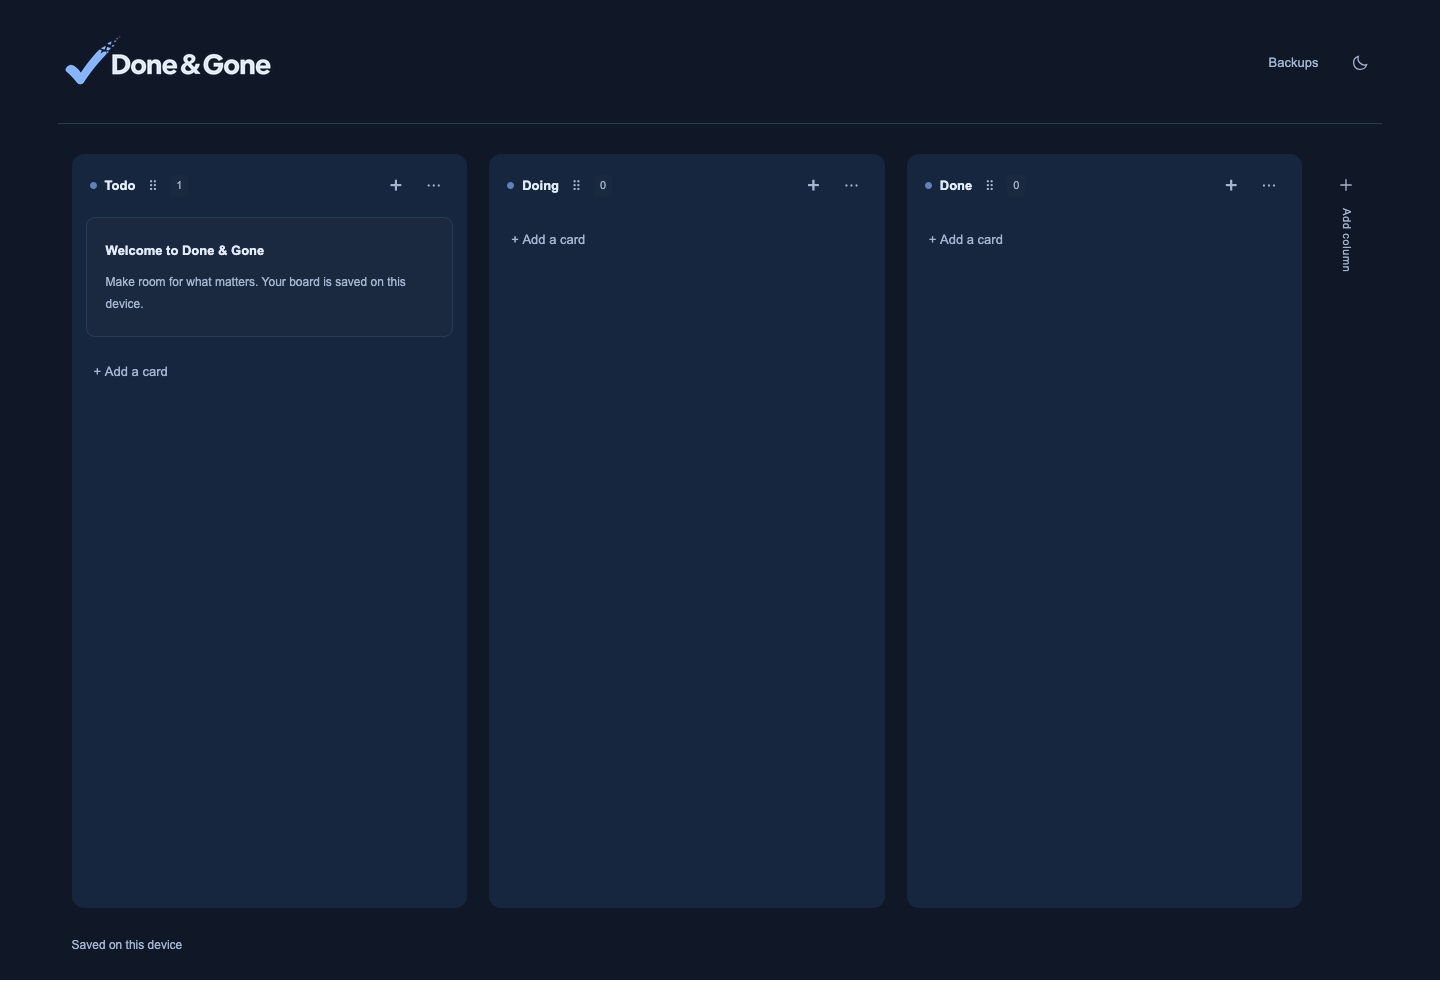 Done & Gone
Backups
Todo 1
Welcome to Done & Gone
Make room for what matters. Your board is saved on this
device.
+ Add a card
Doing 0
+ Add a card
Done 0
+ Add a card
Add column
Saved on this device